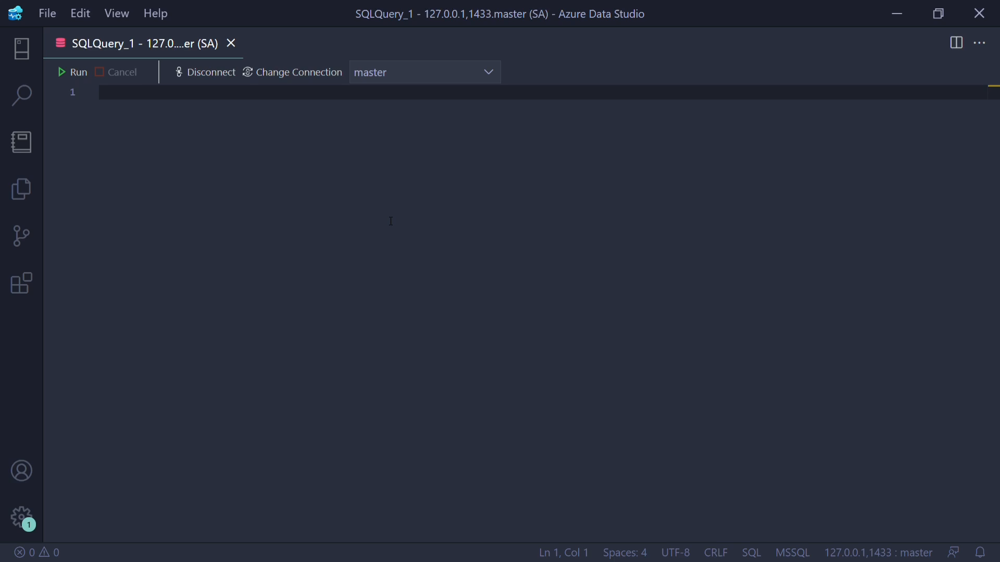 File Edit View Help
SQLQuery_1 - 127.0.0.1,1433.master (SA) - Azure Data Studio
SQLQuery_1 - 127.0....er (SA)
Run Cancel Disconnect Change Connection master
1
1
0 0 Ln 1, Col 1 Spaces: 4 UTF-8 CRLF SQL MSSQL 127.0.0.1,1433 : master